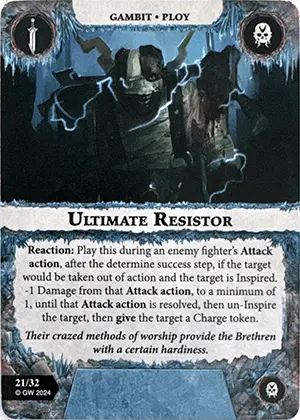 GAMBIT • PLOY
ULTIMATE RESISTOR
Reaction: Play this during an enemy fighter's Attack
action, after the determine success step, if the target
would be taken out of action and the target is Inspired.
-1 Damage from that Attack action, to a minimum of
1, until that Attack action is resolved, then un-Inspire
the target, then give the target a Charge token.
Their crazed methods of worship provide the Brethren
with a certain hardiness.
21/32
© GW 2024